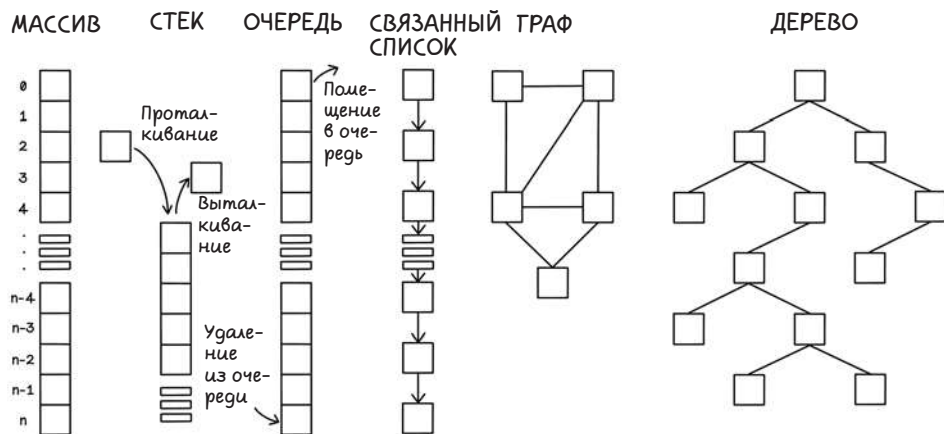 МАССИВ
СТЕК
ОЧЕРЕДЬ
СВЯЗАННЫЙ
СПИСОК
ГРАФ
ДЕРЕВО
0
1
2
3
4
.
.
.
n-4
n-3
n-2
n-1
n
Протал-
кивание
Вытал-
кива-
ние
Поме-
щение
в оче-
редь
Удале-
ние
из оче-
реди